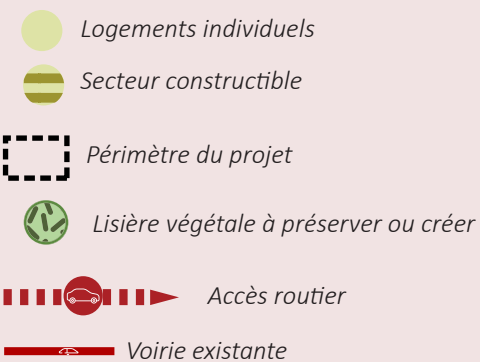 Logements individuels
Secteur constructible
Périmètre du projet
Lisière végétale à préserver ou créer
Accès routier
Voirie existante